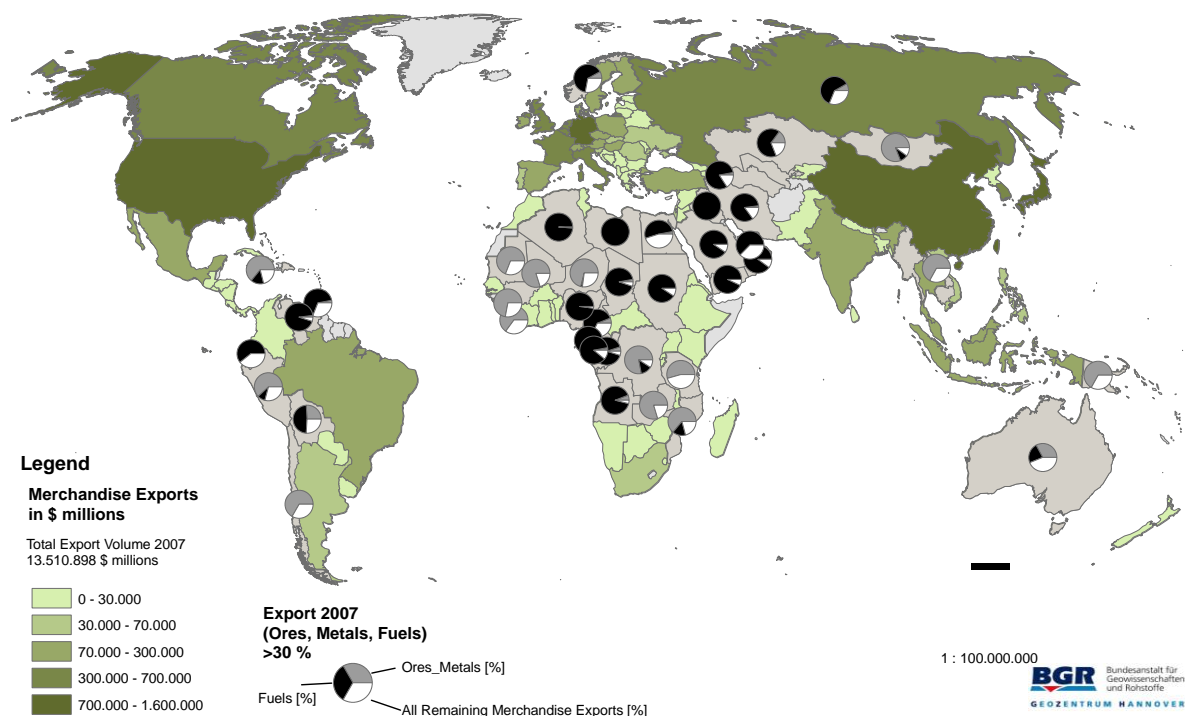 Legend
Merchandise Exports
in $ millions
Total Export Volume 2007
13.510.898 $ millions
0 - 30.000
30.000 - 70.000
70.000 - 300.000
300.000 - 700.000
700.000 - 1.600.000
Export 2007
(Ores, Metals, Fuels)
>30 %
Ores_Metals [%]
Fuels [%]
All Remaining Merchandise Exports [%]
1 : 100.000.000
BGR
Bundesanstalt für
Geowissenschaften
und Rohstoffe
GEOZENTRUM HANNOVER